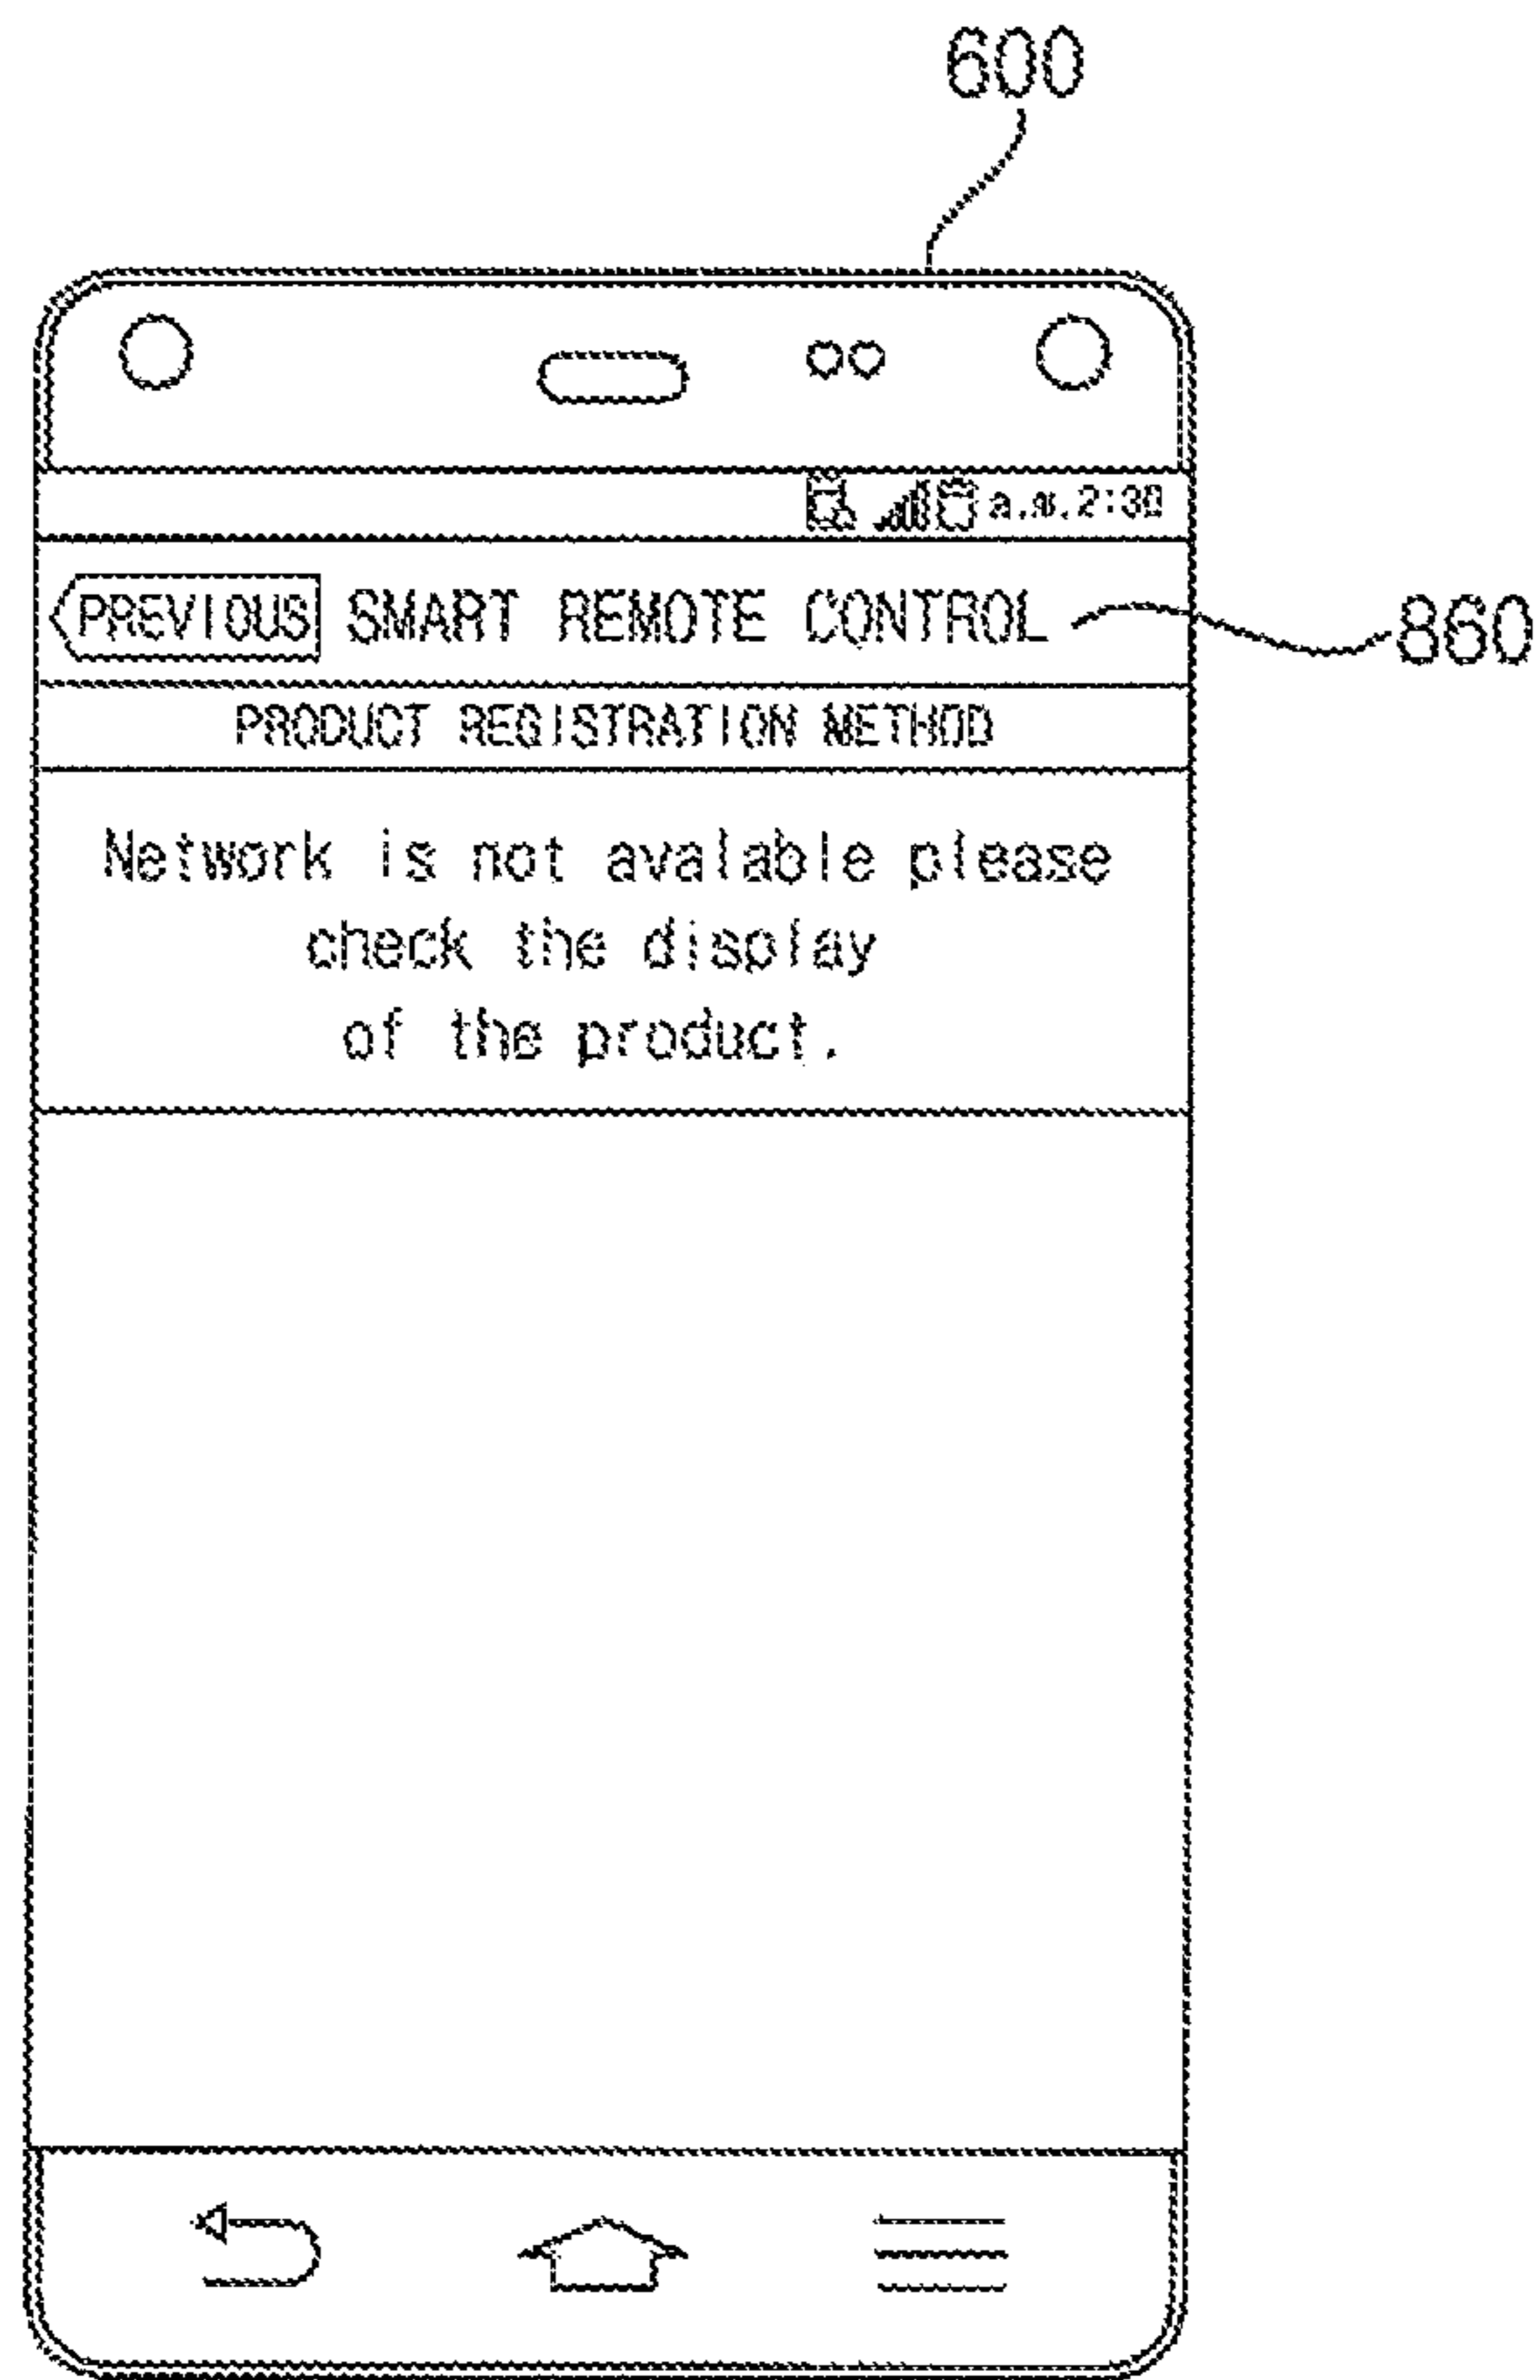 600
a.m.2:30
PREVIOUS SMART REMOTE CONTROL
860
PRODUCT REGISTRATION METHOD
Network is not avalable please
check the display
of the product.